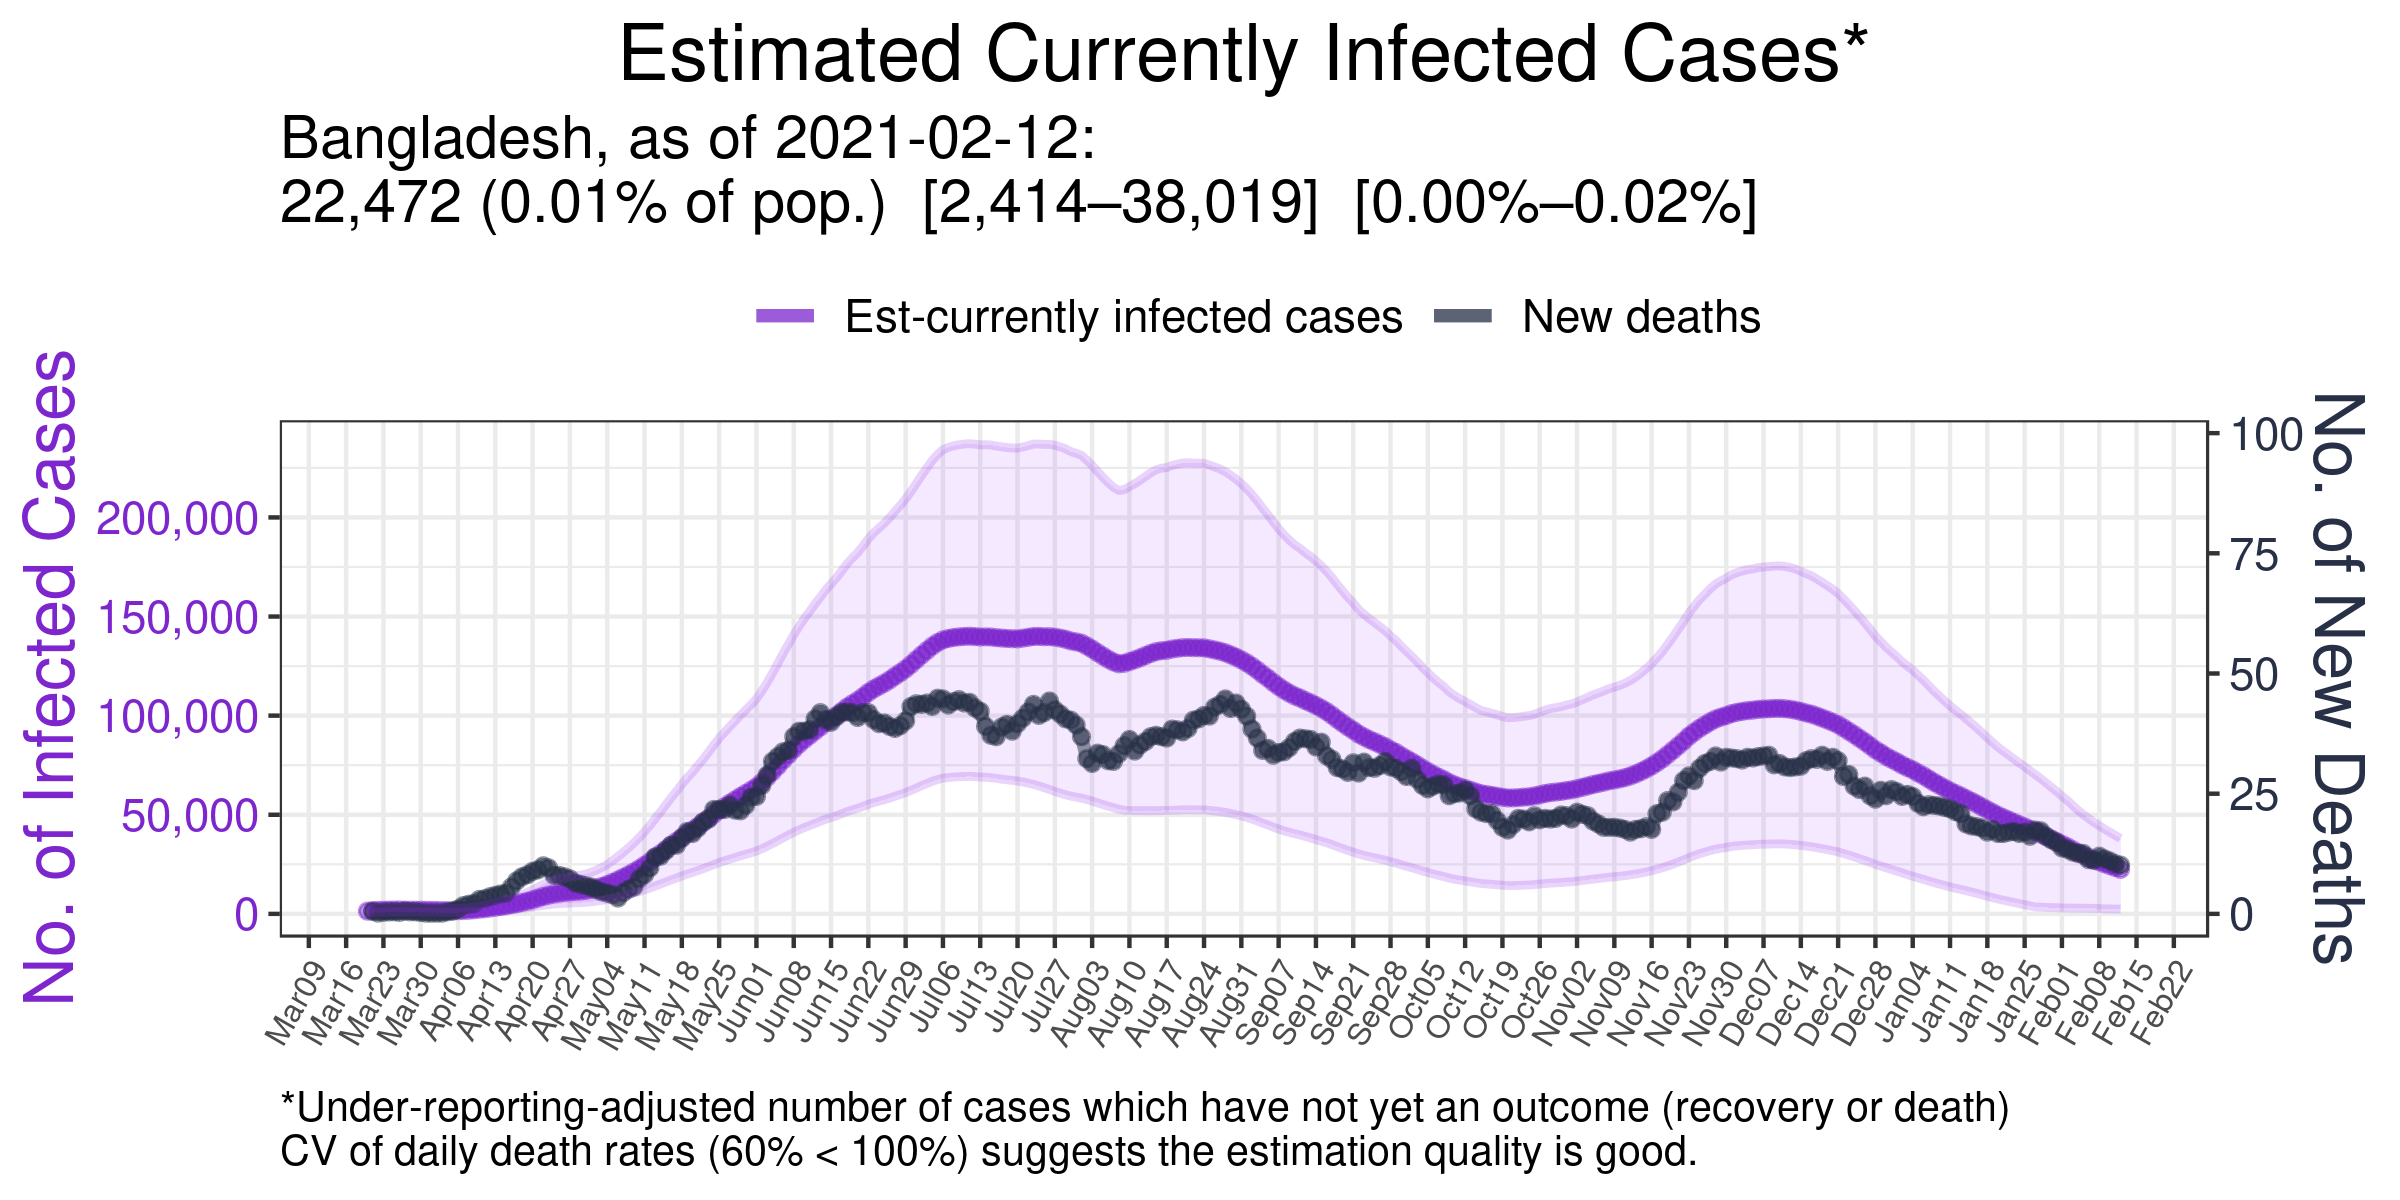 Estimated Currently Infected Cases*
Bangladesh, as of 2021-02-12:
22,472 (0.01% of pop.) [2,414–38,019] [0.00%–0.02%]
Est-currently infected cases New deaths
No. of Infected Cases
200,000
150,000
100,000
50,000
0
100
75
50
25
0
No. of New Deaths
Mar09 Mar16 Mar23 Mar30 Apr06 Apr13 Apr20 Apr27 May04 May11 May18 May25 Jun01 Jun08 Jun15 Jun22 Jun29 Jul06 Jul13 Jul20 Jul27 Aug03 Aug10 Aug17 Aug24 Aug31 Sep07 Sep14 Sep21 Sep28 Oct05 Oct12 Oct19 Oct26 Nov02 Nov09 Nov16 Nov23 Nov30 Dec07 Dec14 Dec21 Dec28 Jan04 Jan11 Jan18 Jan25 Feb01 Feb08 Feb15 Feb22
*Under-reporting-adjusted number of cases which have not yet an outcome (recovery or death)
CV of daily death rates (60% < 100%) suggests the estimation quality is good.